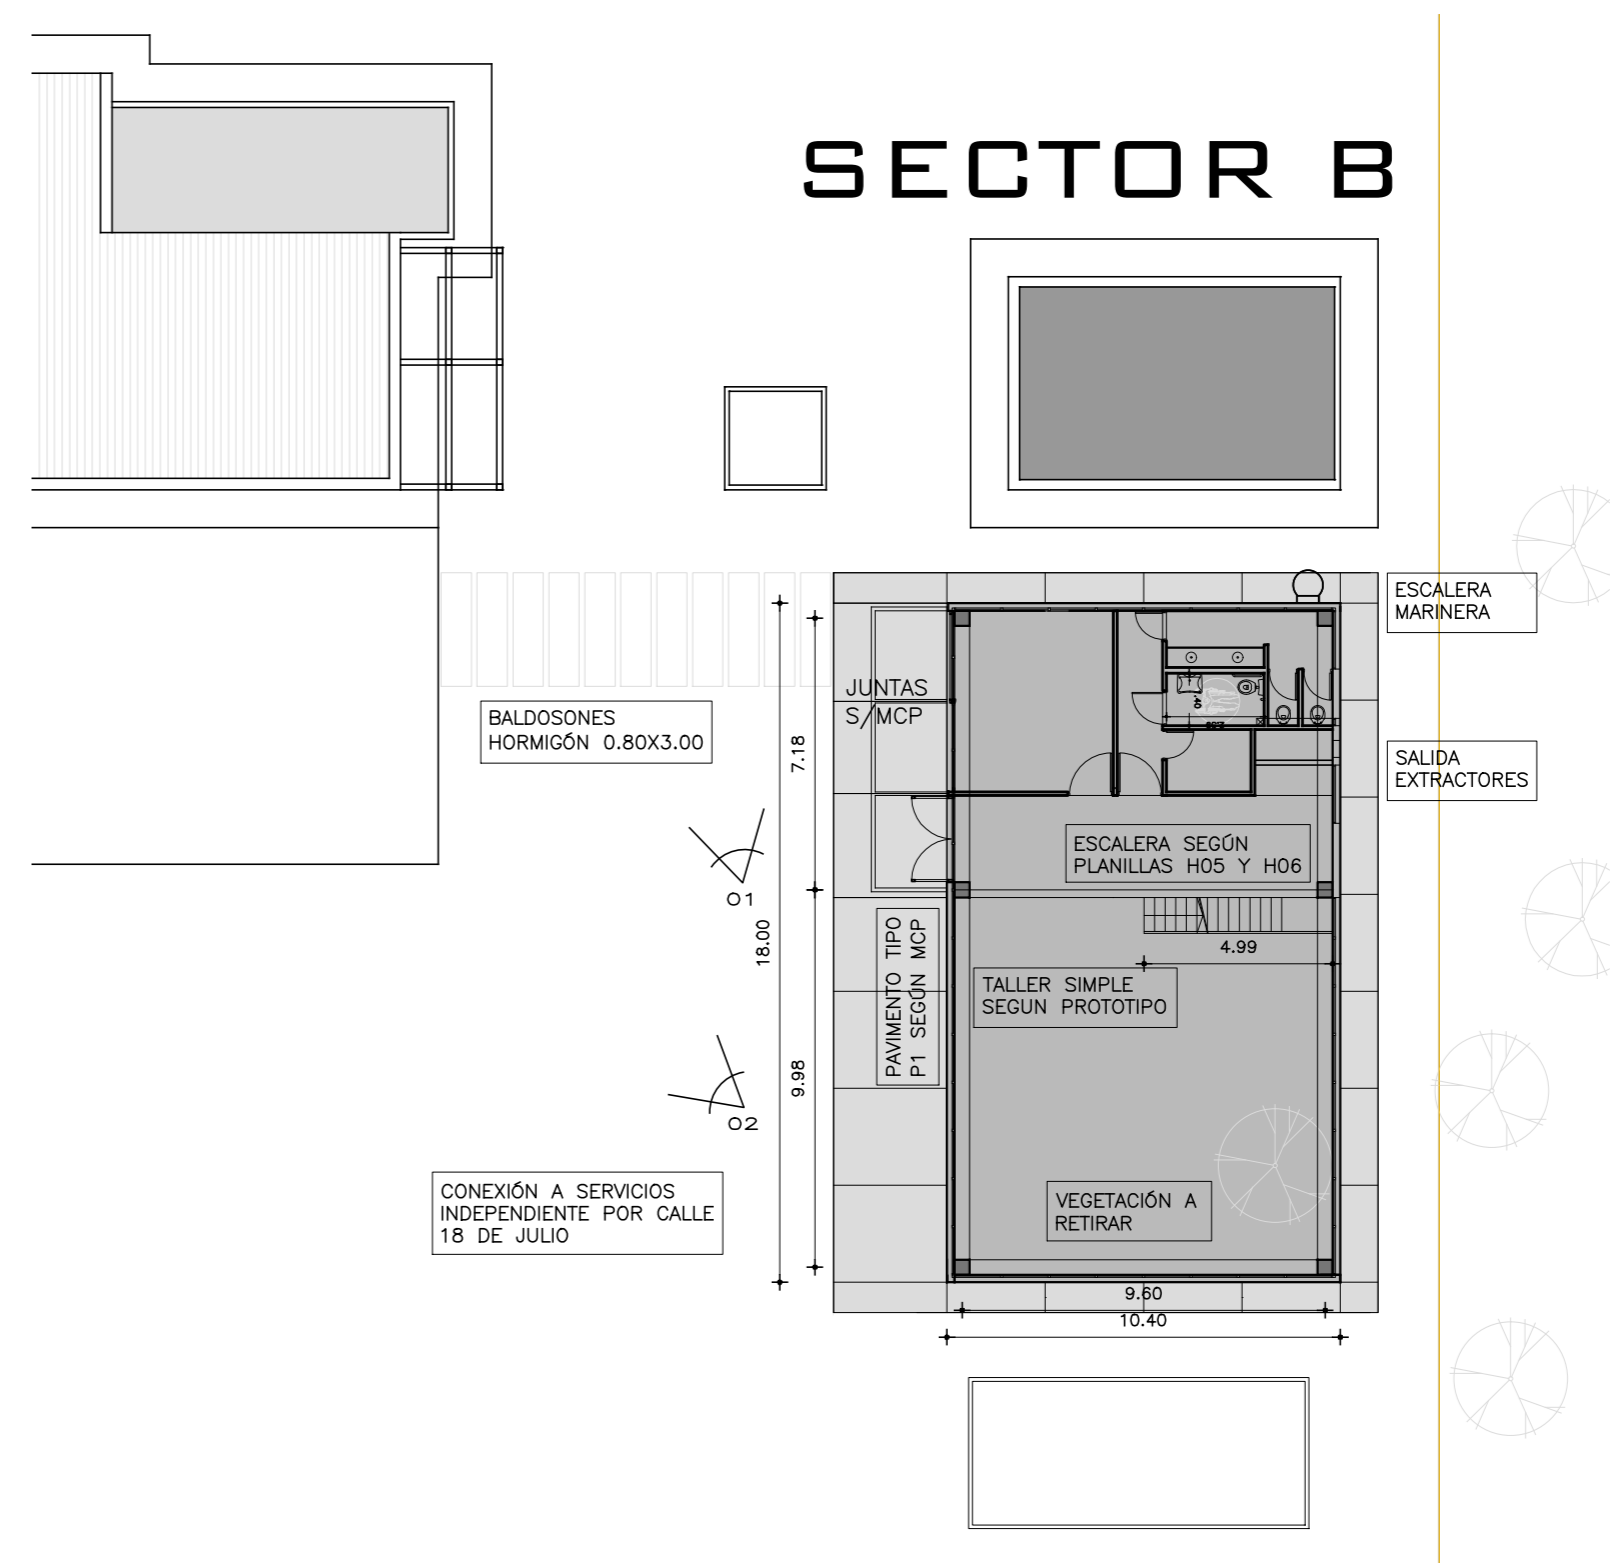 SECTOR B
ESCALERA
MARINERA
JUNTAS
S/MCP
BALDOSONES
HORMIGÓN 0.80X3.00
7.18
SALIDA
EXTRACTORES
ESCALERA SEGÚN
PLANILLAS H05 Y H06
01
18.00
PAVIMENTO TIPO
P1 SEGÚN MCP
4.99
TALLER SIMPLE
SEGUN PROTOTIPO
9.98
02
CONEXIÓN A SERVICIOS
INDEPENDIENTE POR CALLE
18 DE JULIO
VEGETACIÓN A
RETIRAR
9.60
10.40